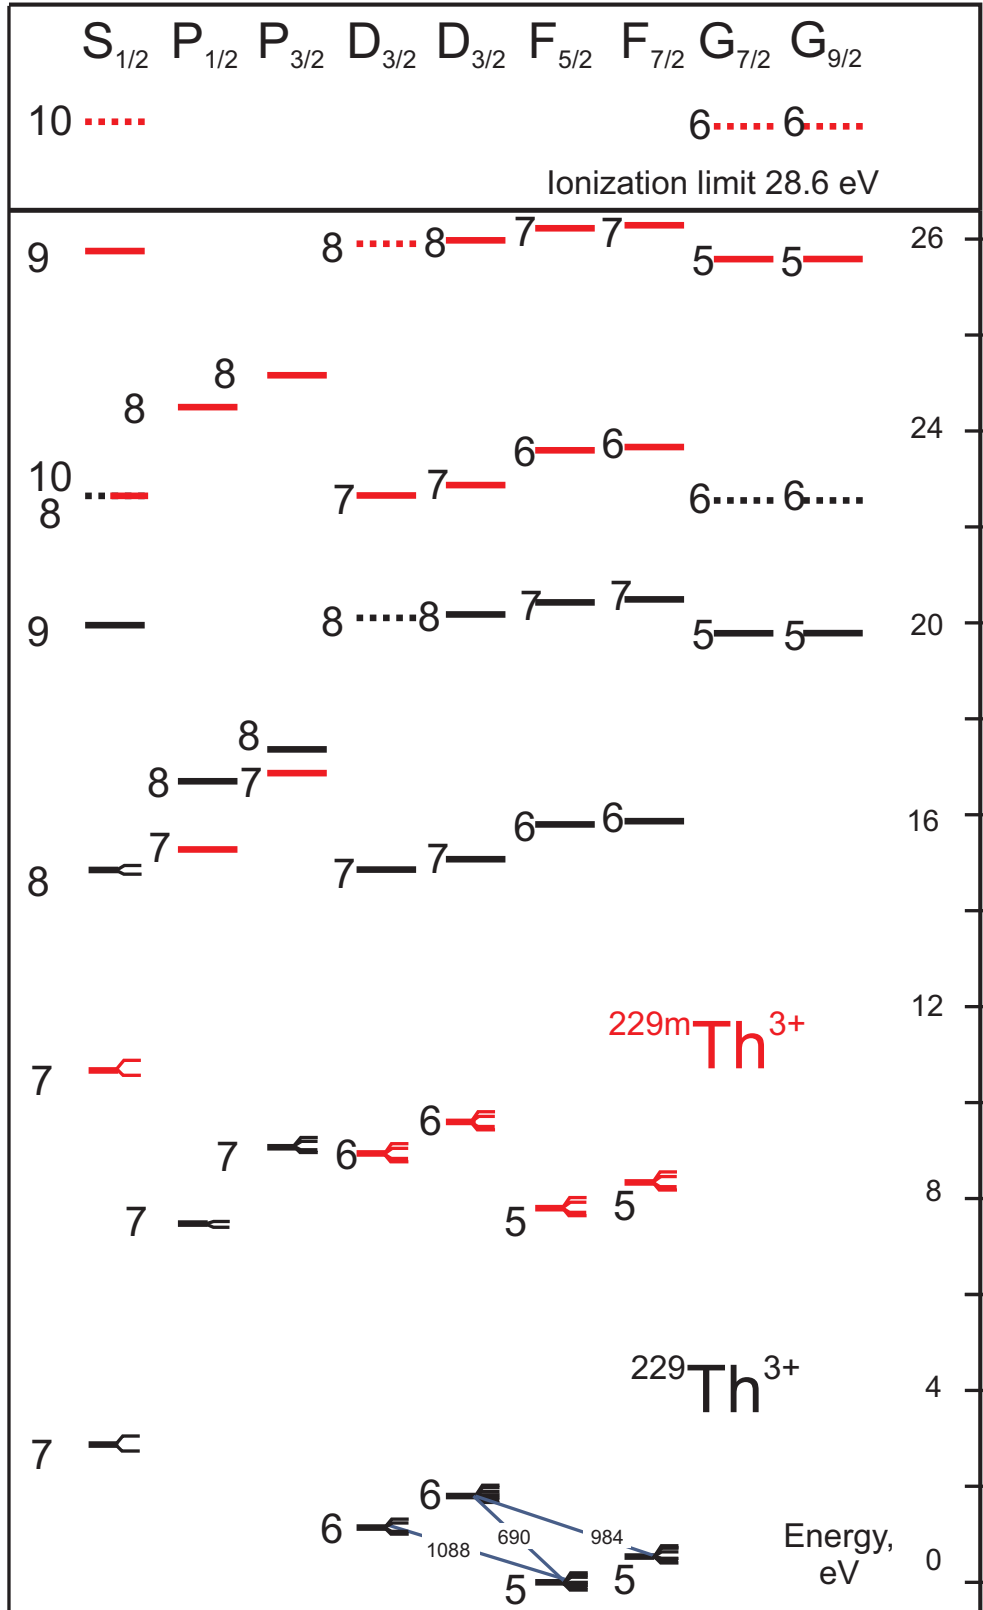 S1/2 P1/2 P3/2 D3/2 D3/2 F5/2 F7/2 G7/2 G9/2
10 6 6
Ionization limit 28.6 eV
9 8 8 7 7 5 5 26
8 8
24
10 8 7 7 6 6 6 6
9 8 8 7 7 5 5 20
8 7 8 7
8 7 7 6 6 16
12
229mTh3+
7
7 7 6 6 5 5 8
229Th3+
4
7
6 6
1088 690 984
5 5
Energy,
eV
0